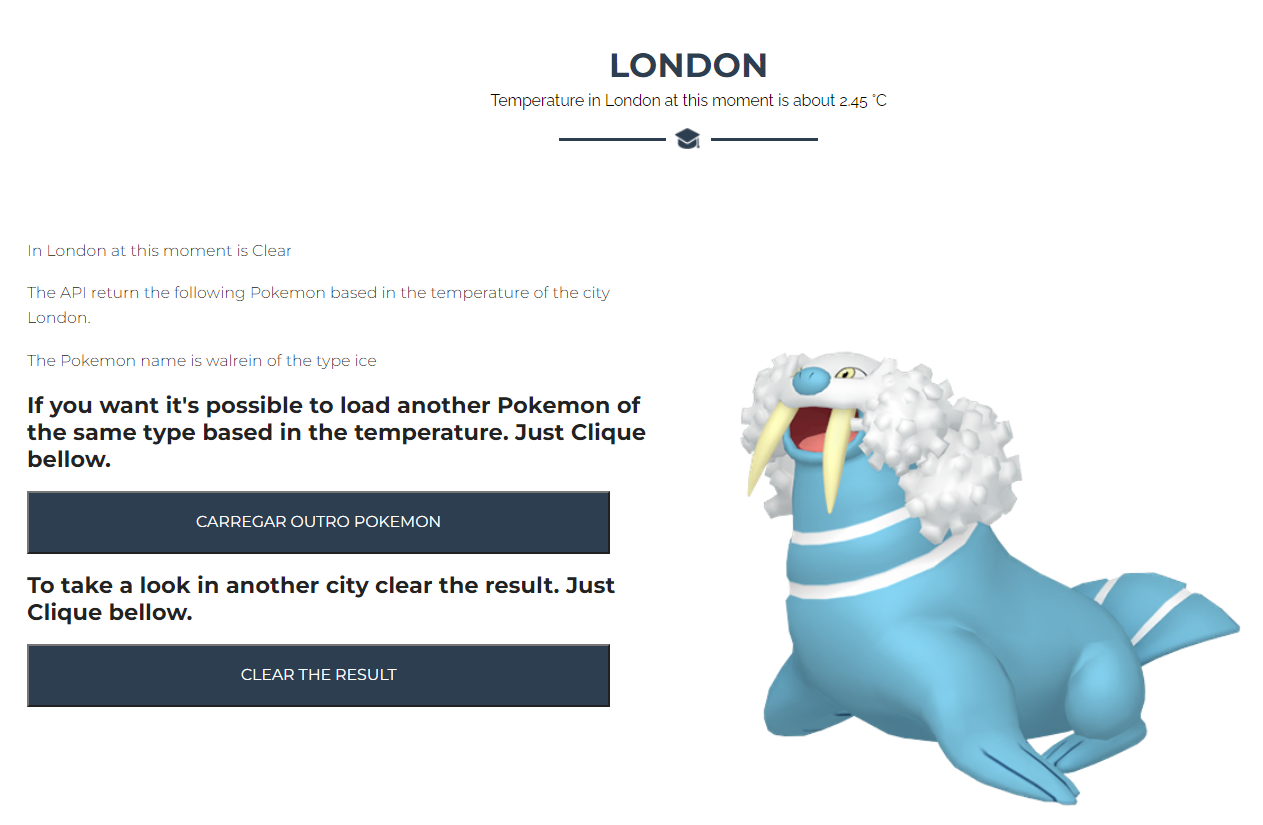 LONDON
Temperature in London at this moment is about 2.45 °C
In London at this moment is Clear
The API return the following Pokemon based in the temperature of the city
London.
The Pokemon name is walrein of the type ice
If you want it's possible to load another Pokemon of
the same type based in the temperature. Just Clique
bellow.
CARREGAR OUTRO POKEMON
To take a look in another city clear the result. Just
Clique bellow.
CLEAR THE RESULT